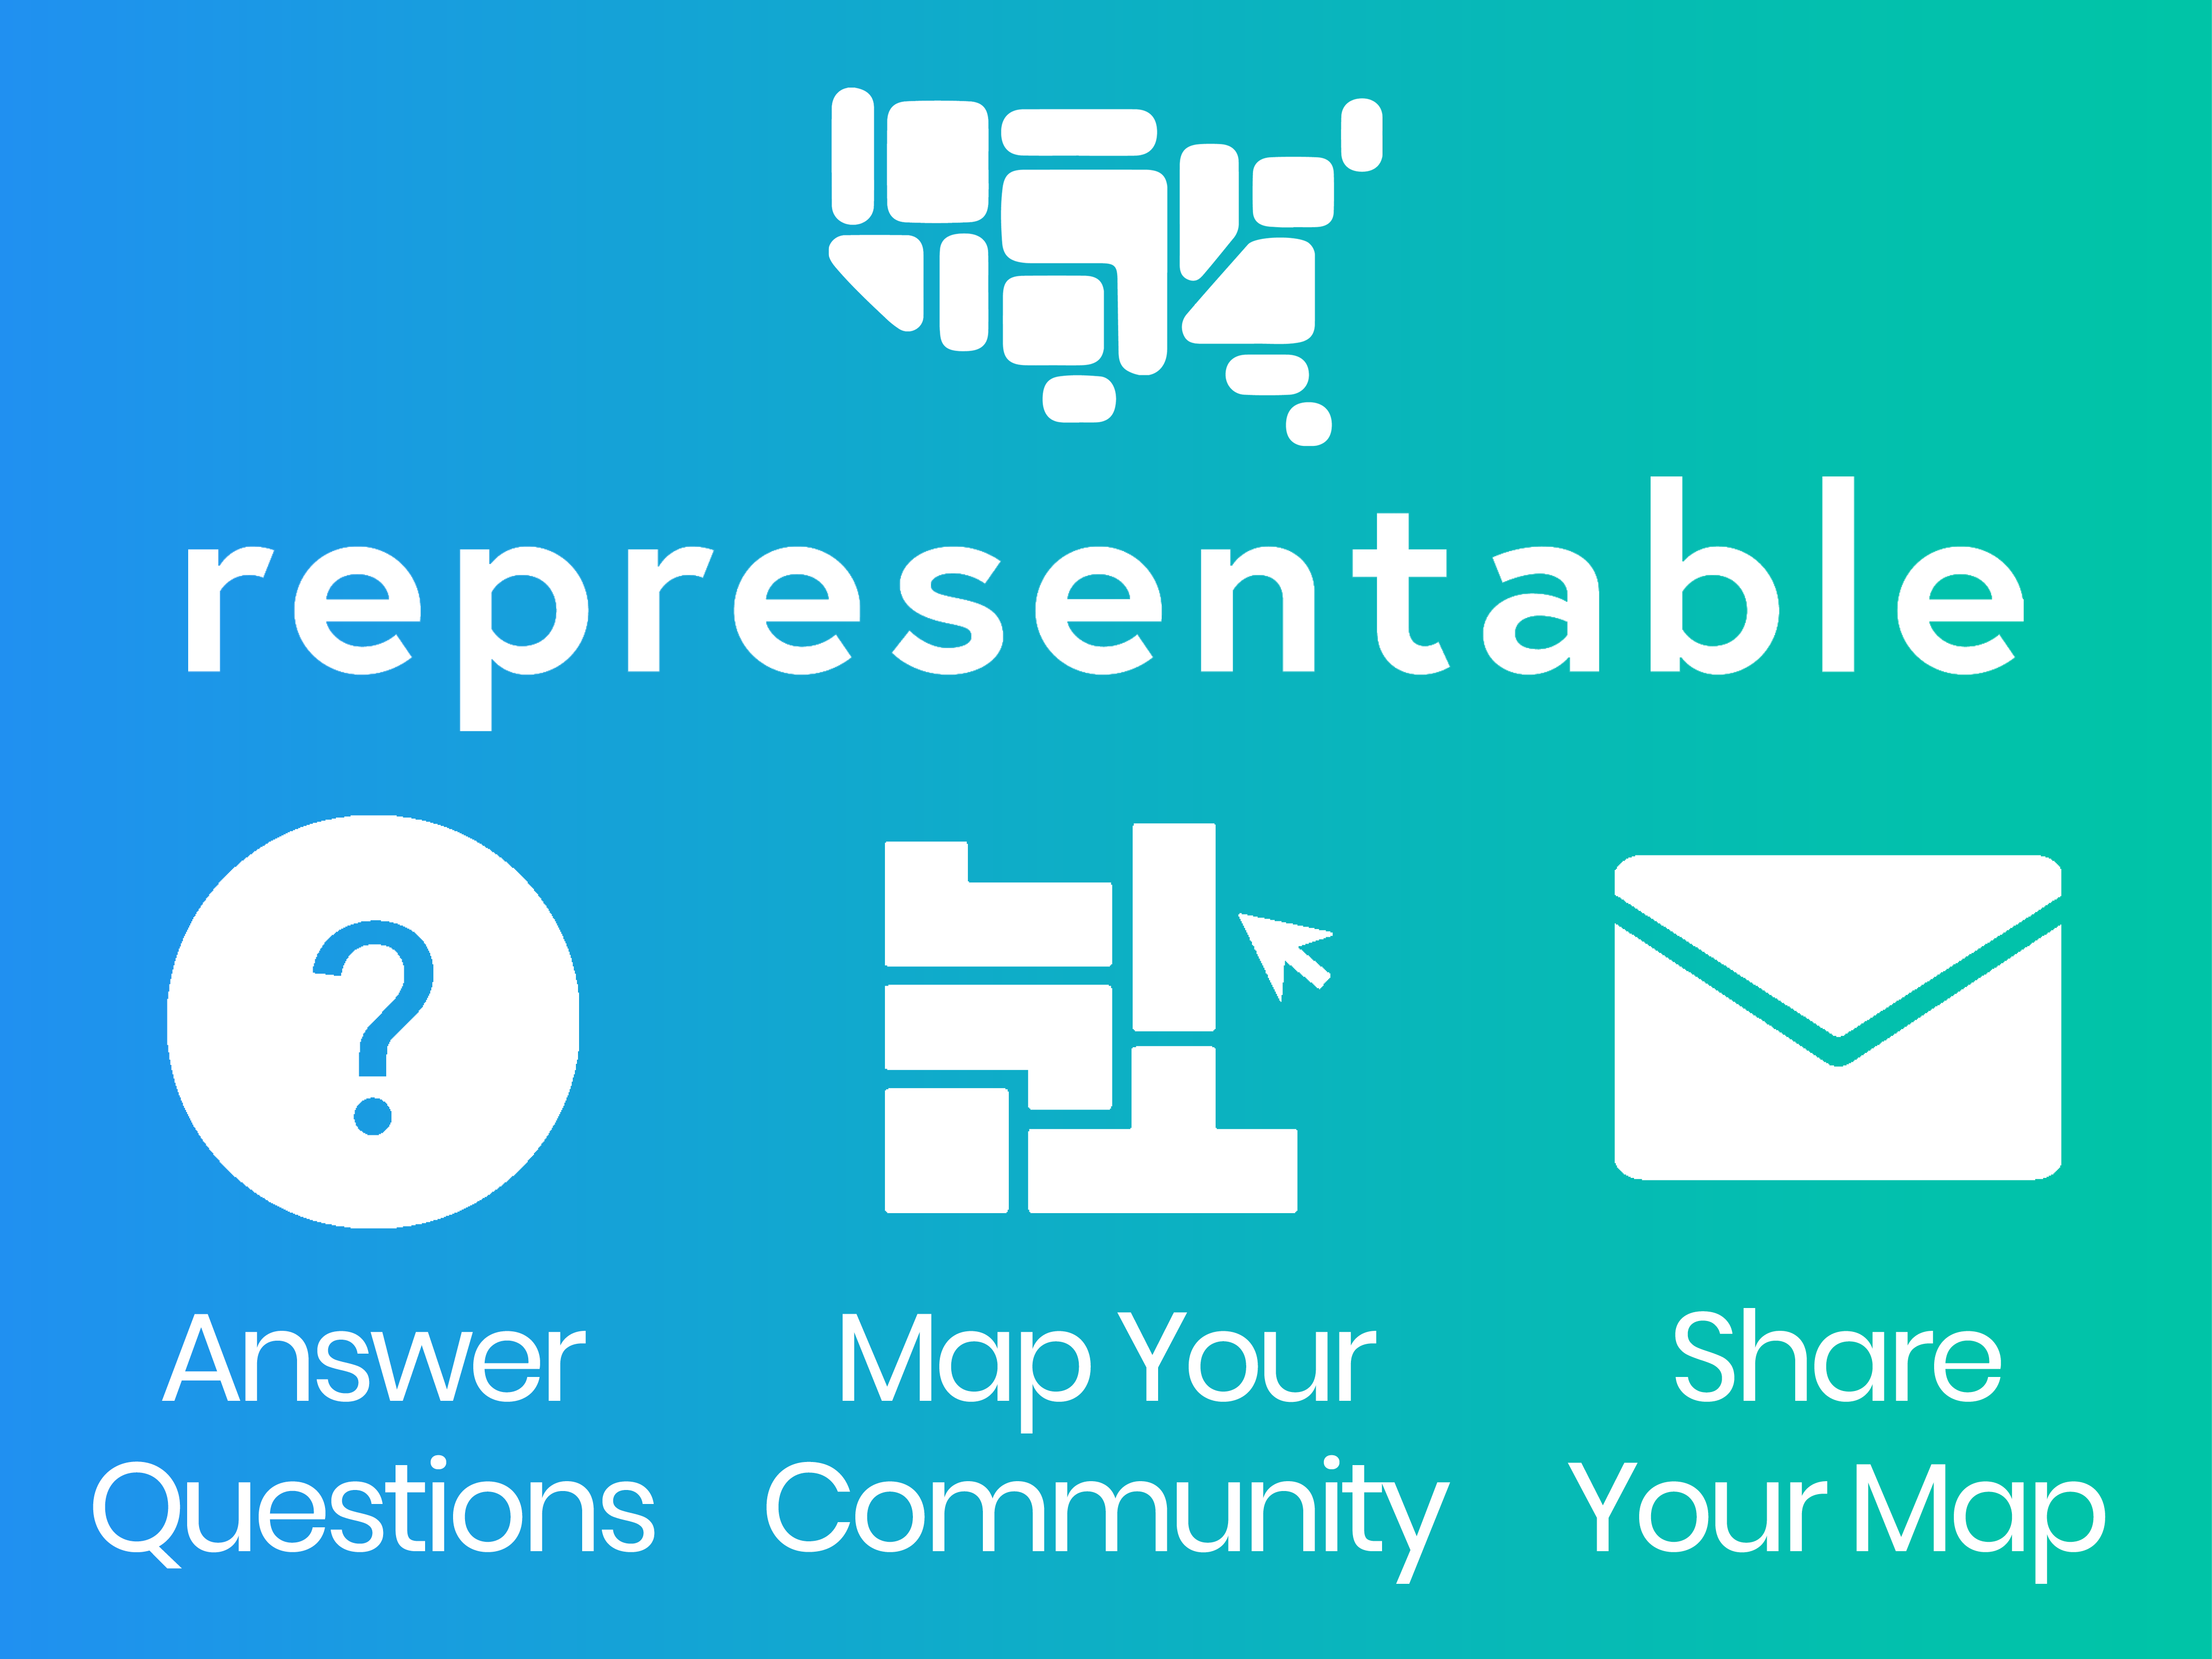 representable
?
Answer
Questions
Map Your
Community
Share
Your Map